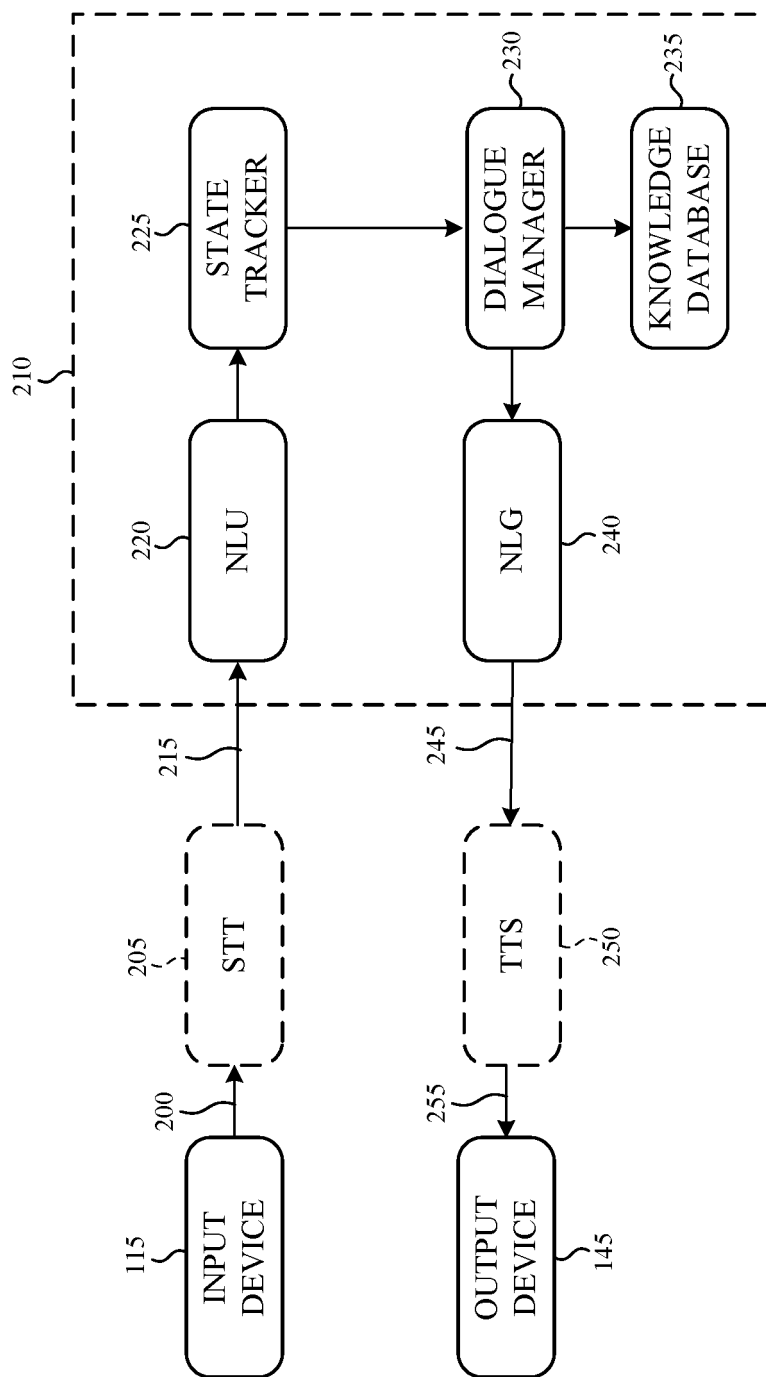 210
115
INPUT
DEVICE
200
205
STT
215
220
NLU
225
STATE
TRACKER
OUTPUT
DEVICE
145
255
TTS
250
245
NLG
240
DIALOGUE
MANAGER
230
KNOWLEDGE
DATABASE
235